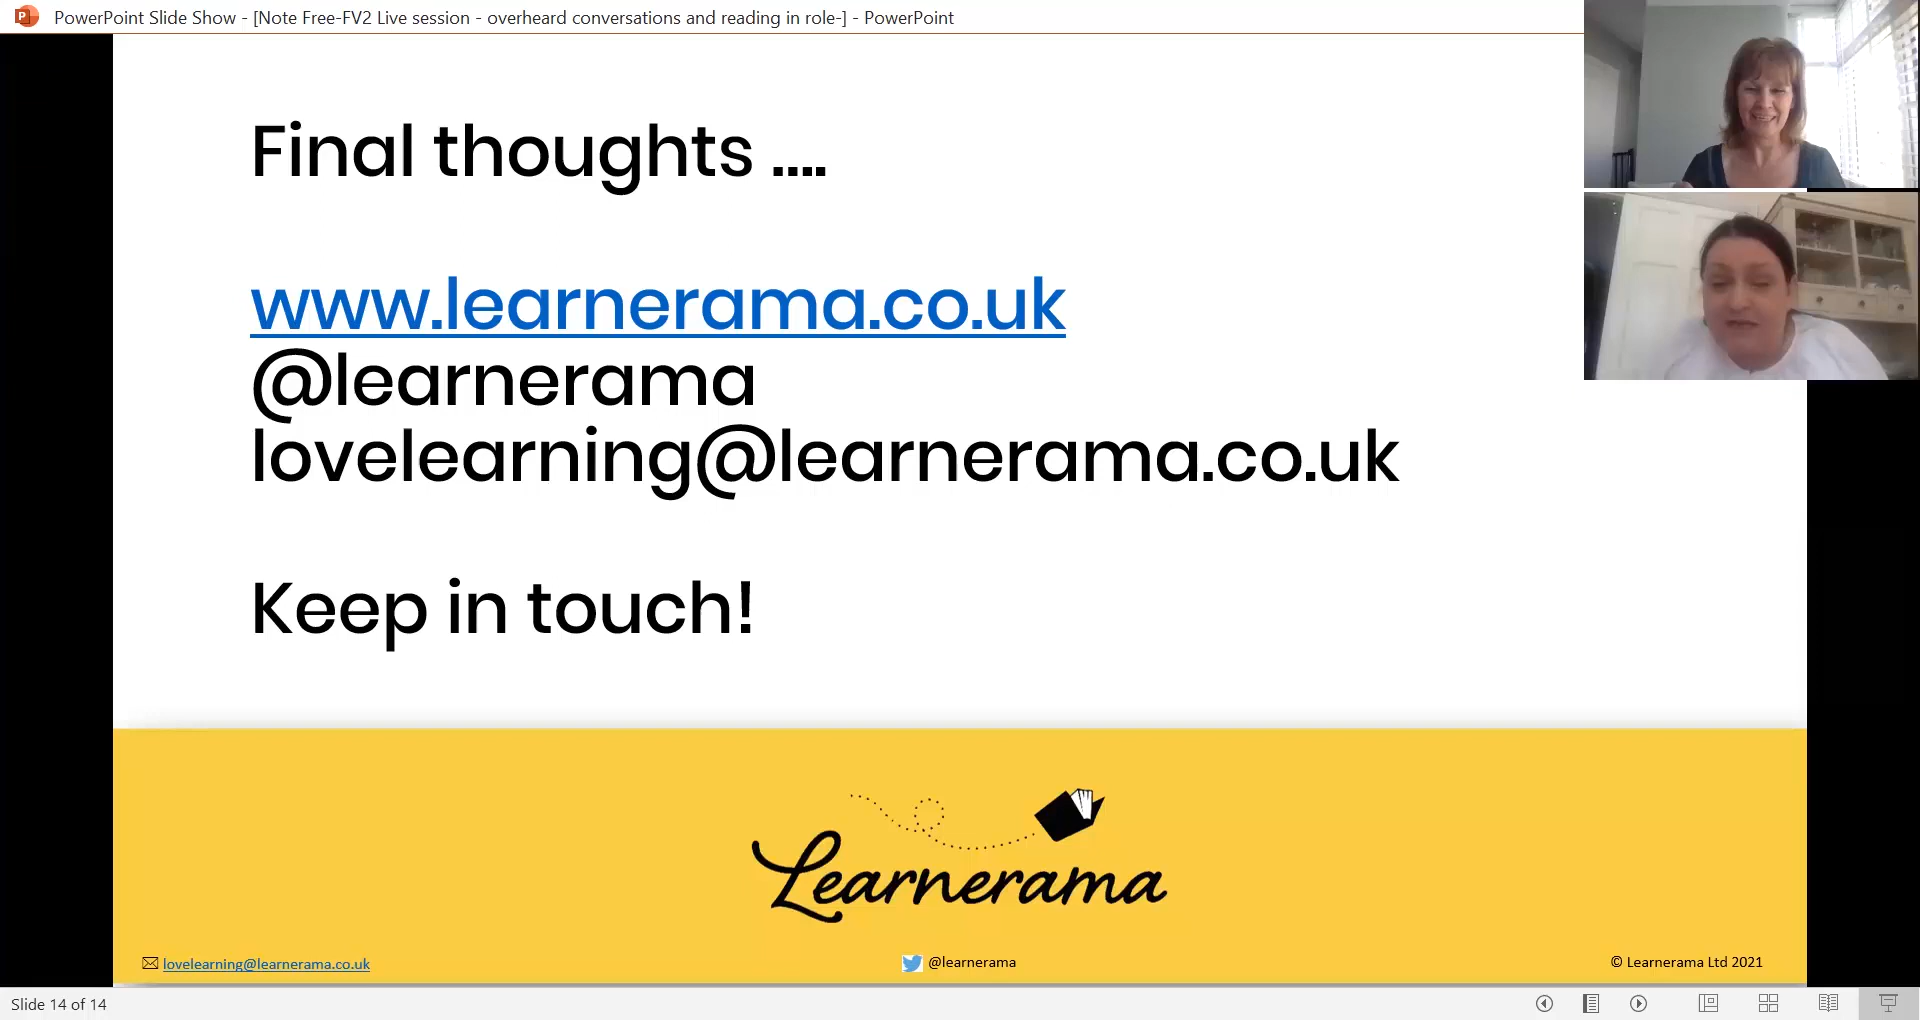 PowerPoint Slide Show - [Note Free-FV2 Live session - overheard conversations and reading in role-] - PowerPoint
Final thoughts ....
www.learnerama.co.uk
@learnerama
lovelearning@learnerama.co.uk
Keep in touch!
Learnerama
lovelearning@learnerama.co.uk
@learnerama
© Learnerama Ltd 2021
Slide 14 of 14